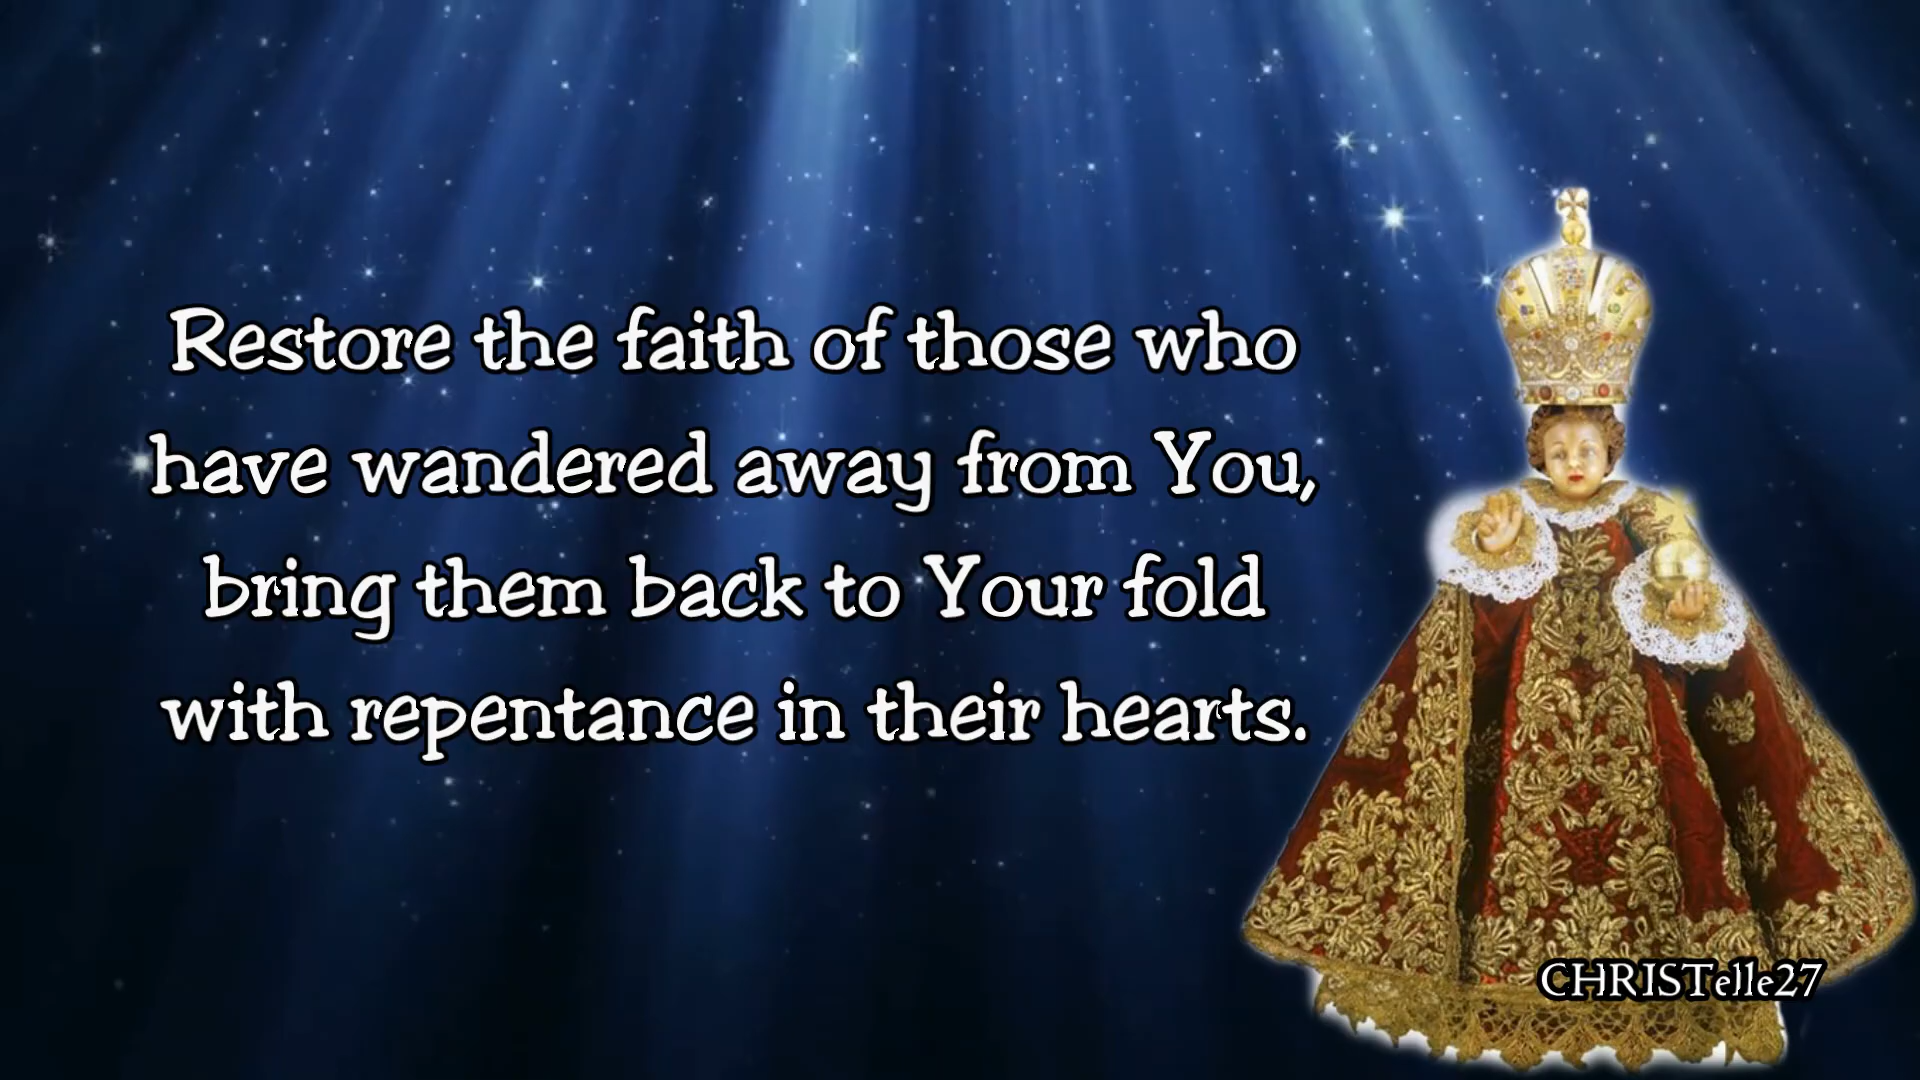 Restore the faith of those who
have wandered away from You,
bring them back to Your fold
with repentance in their hearts.
CHRISTelle27